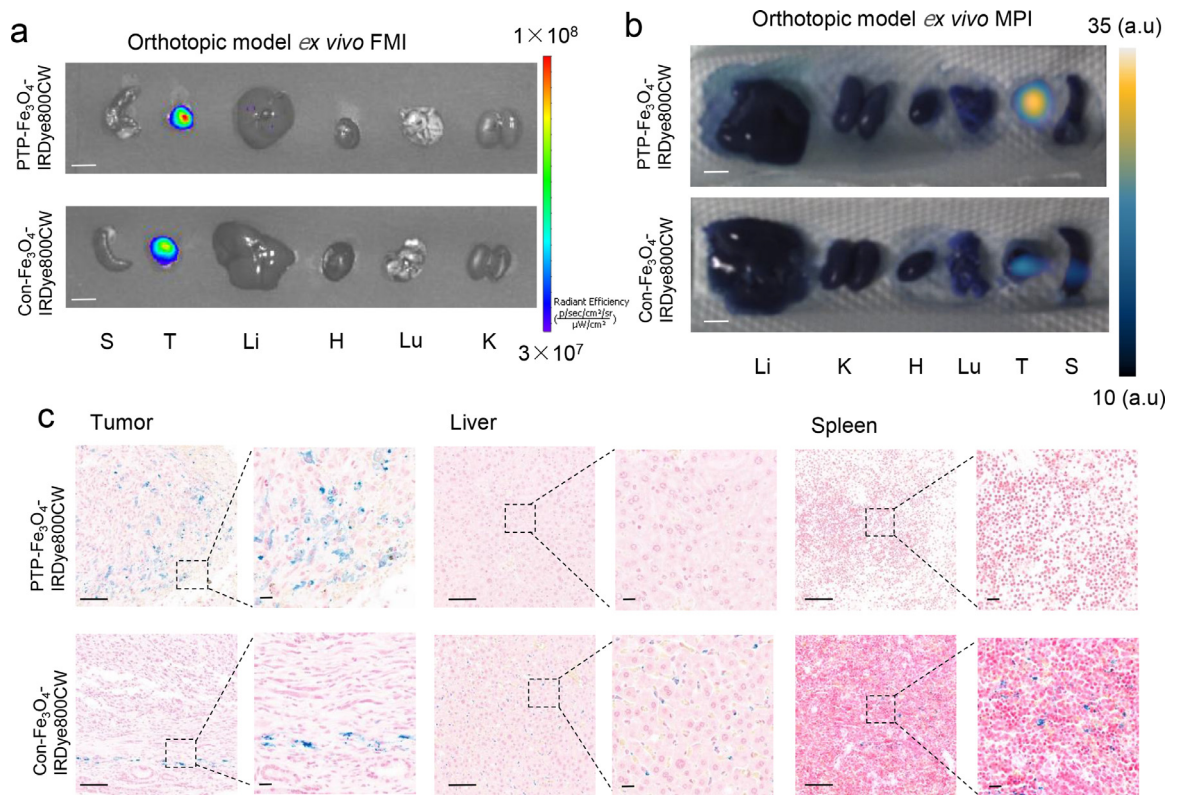 a
Orthotopic model ex vivo FMI
1×10⁸
PTP-Fe₃O₄-
IRDye800CW
Con-Fe₃O₄-
IRDye800CW
Radiant Efficiency
(p/sec/cm²/sr
µW/cm²)
3×10⁷
S T Li H Lu K
b
Orthotopic model ex vivo MPI
35 (a.u)
PTP-Fe₃O₄-
IRDye800CW
Con-Fe₃O₄-
IRDye800CW
Li K H Lu T S
10 (a.u)
c
Tumor Liver Spleen
PTP-Fe₃O₄-
IRDye800CW
Con-Fe₃O₄-
IRDye800CW